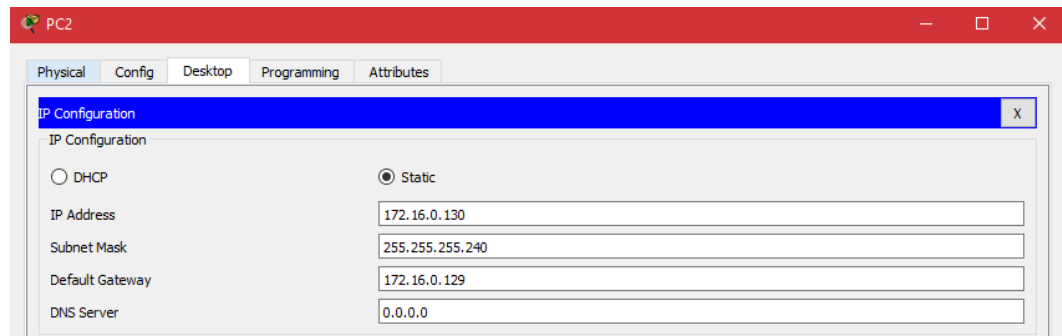 PC2
Physical Config Desktop Programming Attributes
IP Configuration X
IP Configuration
DHCP Static
IP Address 172.16.0.130
Subnet Mask 255.255.255.240
Default Gateway 172.16.0.129
DNS Server 0.0.0.0